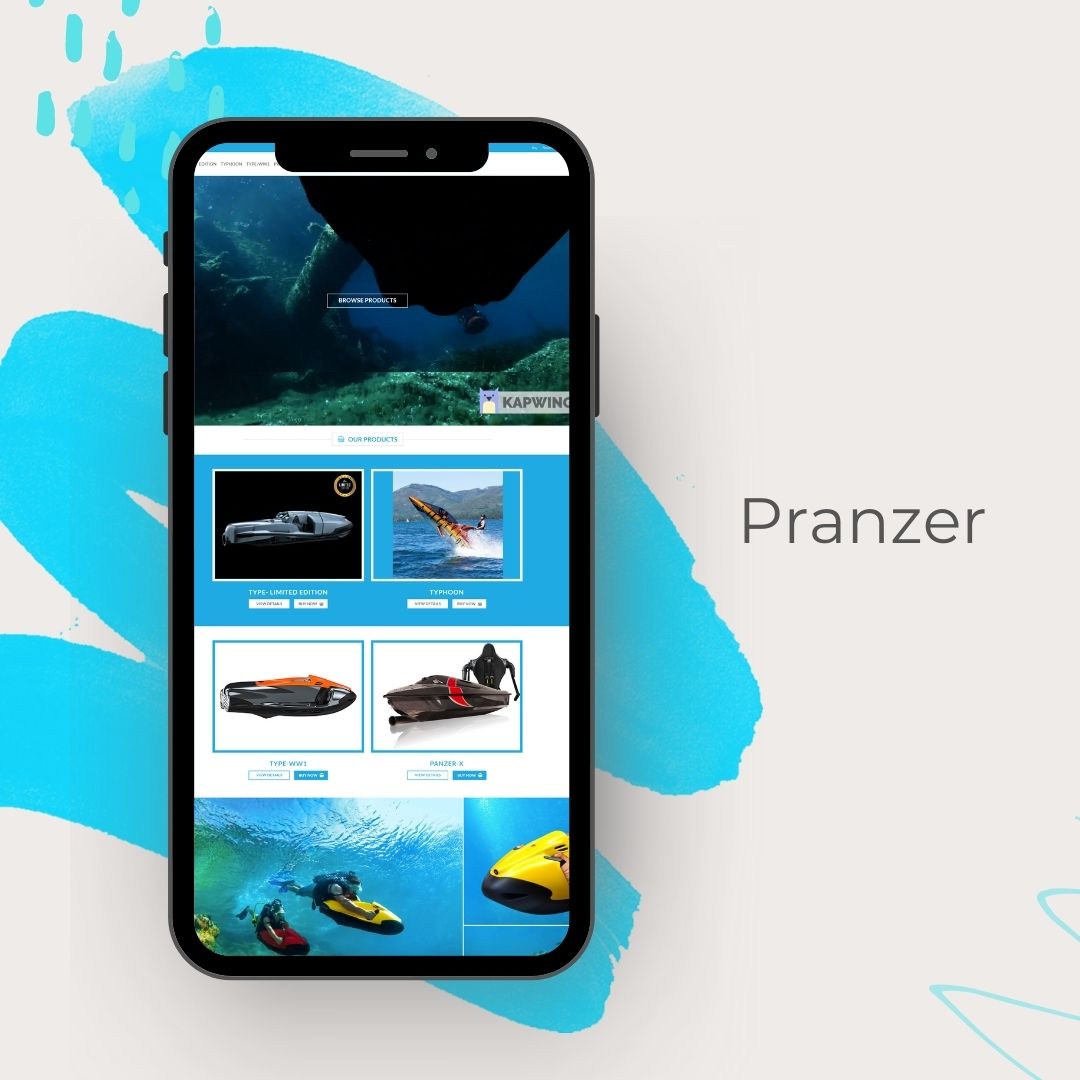 EDITION TYPHOON TYPE-WW1
BROWSE PRODUCTS
KAPWING
OUR PRODUCTS
LIMITED
TYPE- LIMITED EDITION
TYPHOON
VIEW DETAILS BUY NOW
VIEW DETAILS BUY NOW
Pranzer
TYPE-WW1
PANZER-X
VIEW DETAILS BUY NOW
VIEW DETAILS BUY NOW